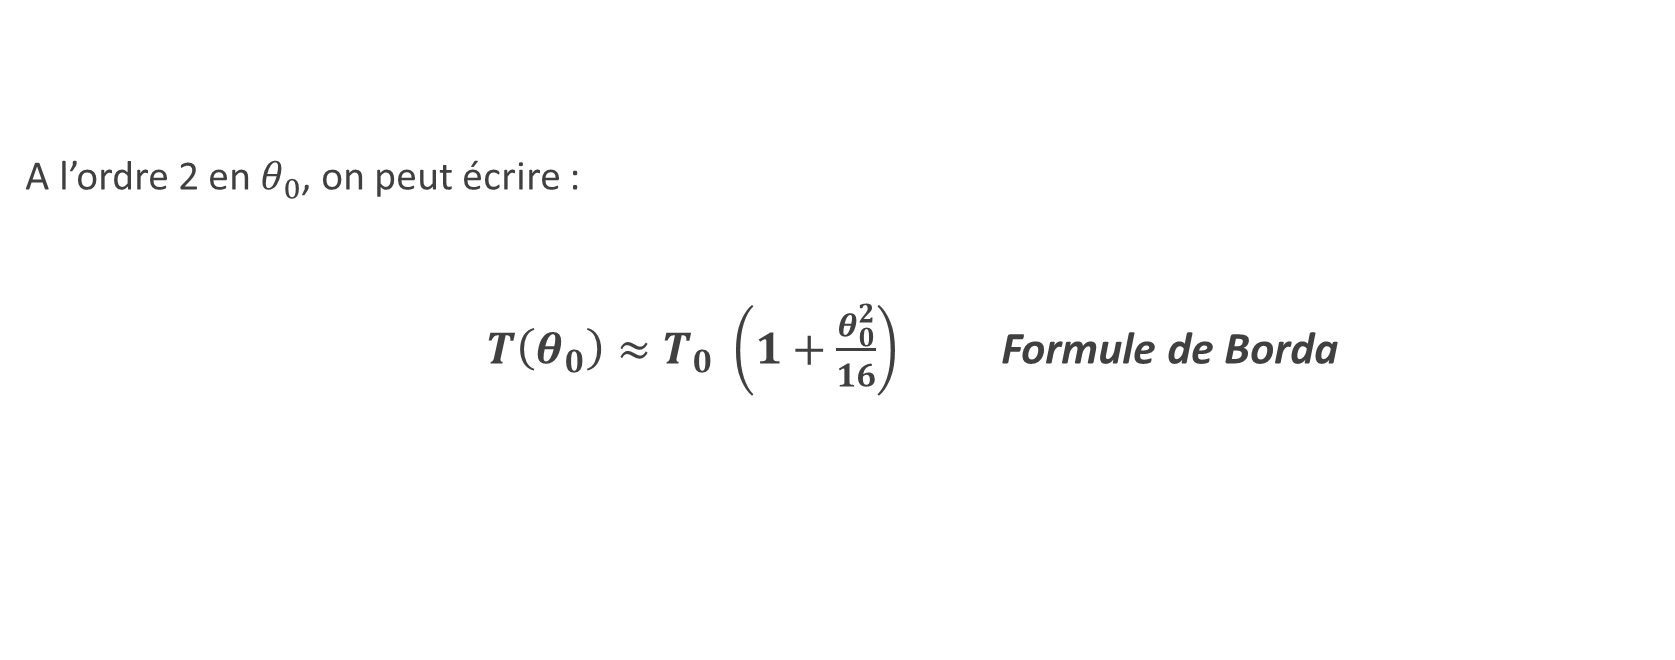 A l’ordre 2 en θ₀, on peut écrire :
T(θ₀) ≈ T₀ (1 + θ₀²/16) Formule de Borda